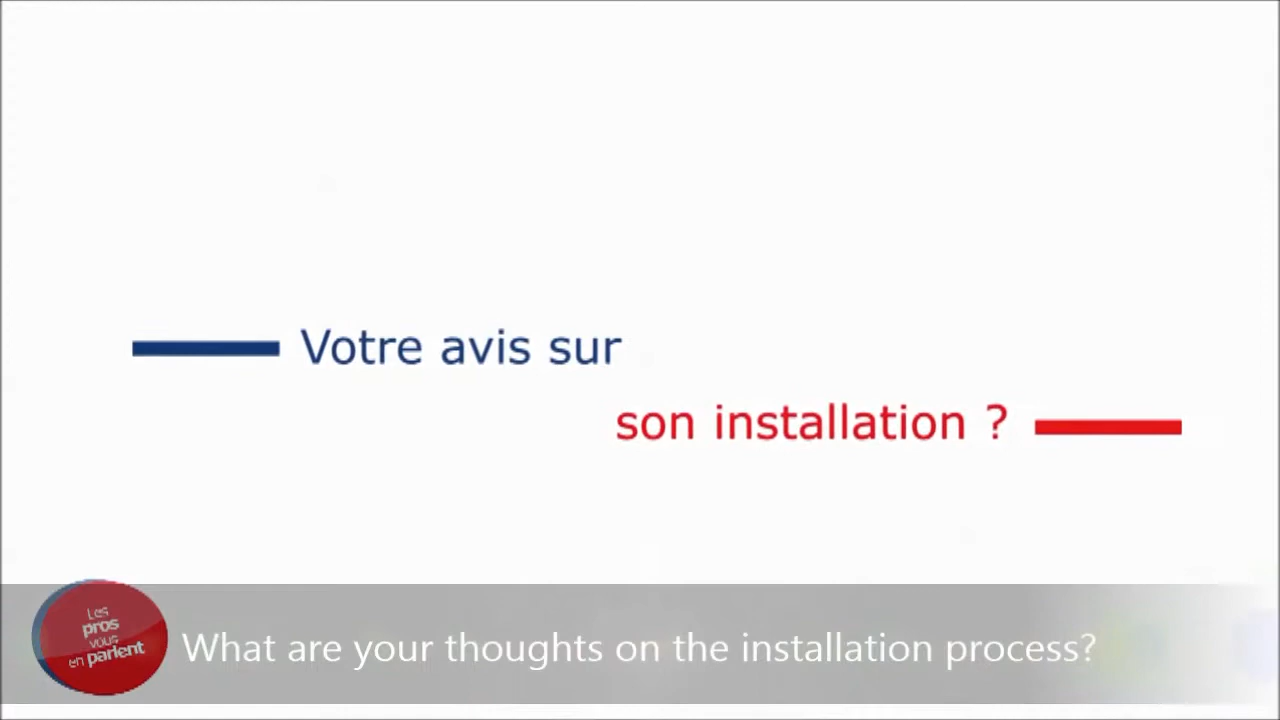 Votre avis sur
son installation ?
Les
pros
vous
en parlent
What are your thoughts on the installation process?